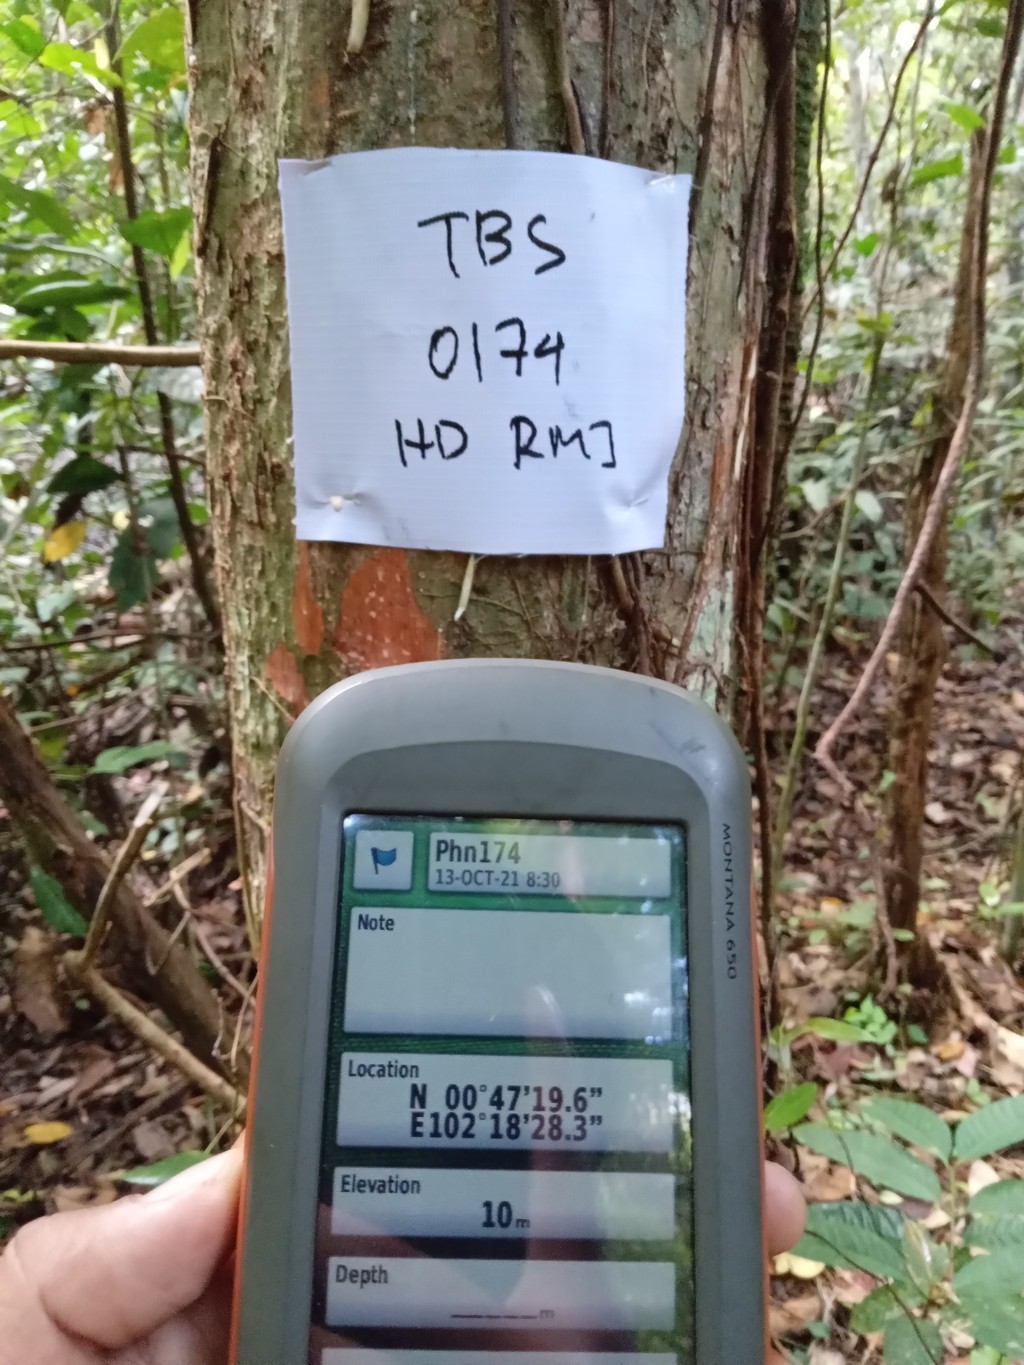 TBS
0174
HD RMJ
MONTANA 650
Phn174
13-OCT-21 8:30
Note
Location
N 00°47'19.6"
E102°18'28.3"
Elevation
10m
Depth
____m